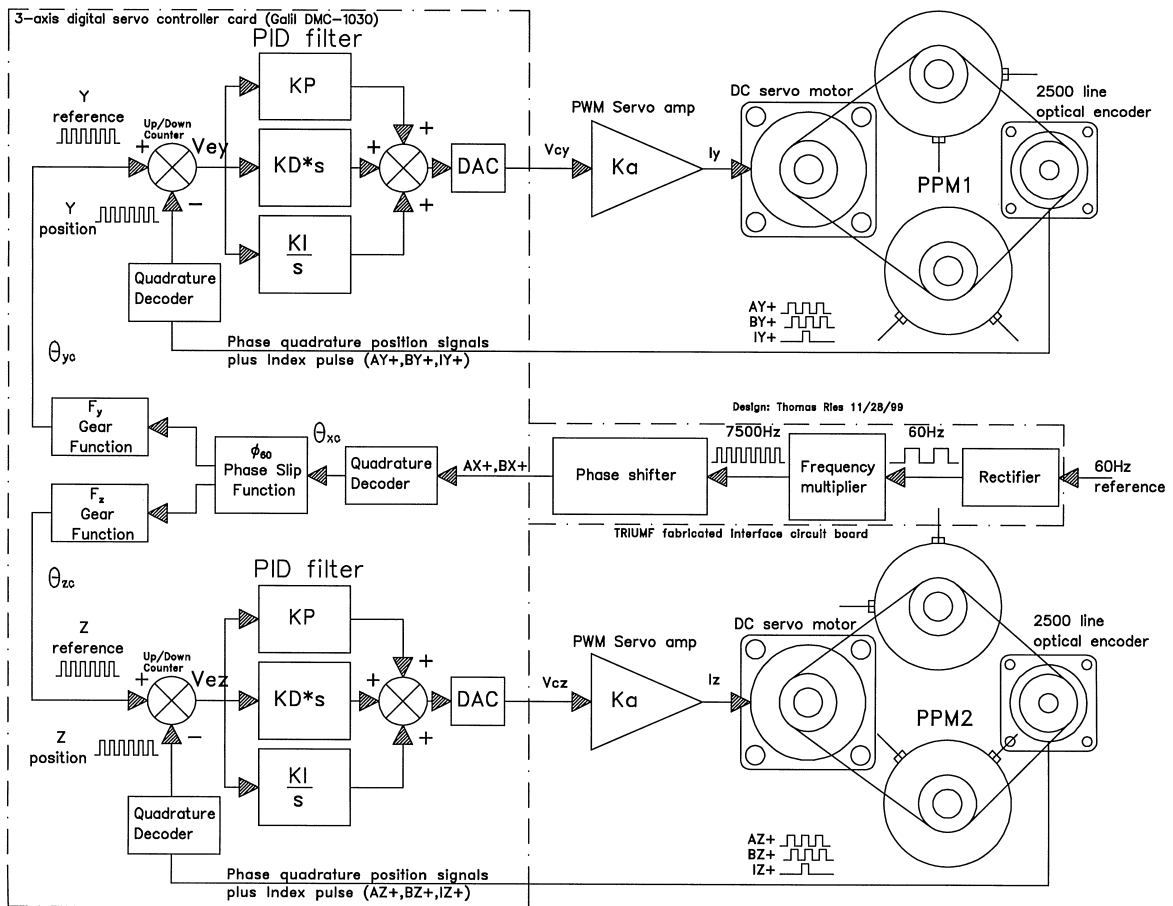 3-axis digital servo controller card (Galil DMC-1030)
PID filter
Y
reference
Up/Down
Counter
+
Vey
KP
KD*s
KI
s
+
+
+
DAC
Vcy
PWM Servo amp
Ka
Iy
DC servo motor
PPM1
2500 line
optical encoder
Y
position
−
Quadrature
Decoder
AY+
BY+
IY+
Phase quadrature position signals
plus Index pulse (AY+,BY+,IY+)
θyc
Fy
Gear
Function
Fz
Gear
Function
Φ60
Phase Slip
Function
θxc
Quadrature
Decoder
AX+,BX+
Design: Thomas Ries 11/28/99
Phase shifter
7500Hz
Frequency
multiplier
60Hz
Rectifier
60Hz
reference
TRIUMF fabricated Interface circuit board
θzc
PID filter
Z
reference
Up/Down
Counter
+
Vez
KP
KD*s
KI
s
+
+
+
DAC
Vcz
PWM Servo amp
Ka
Iz
DC servo motor
PPM2
2500 line
optical encoder
Z
position
−
Quadrature
Decoder
AZ+
BZ+
IZ+
Phase quadrature position signals
plus Index pulse (AZ+,BZ+,IZ+)